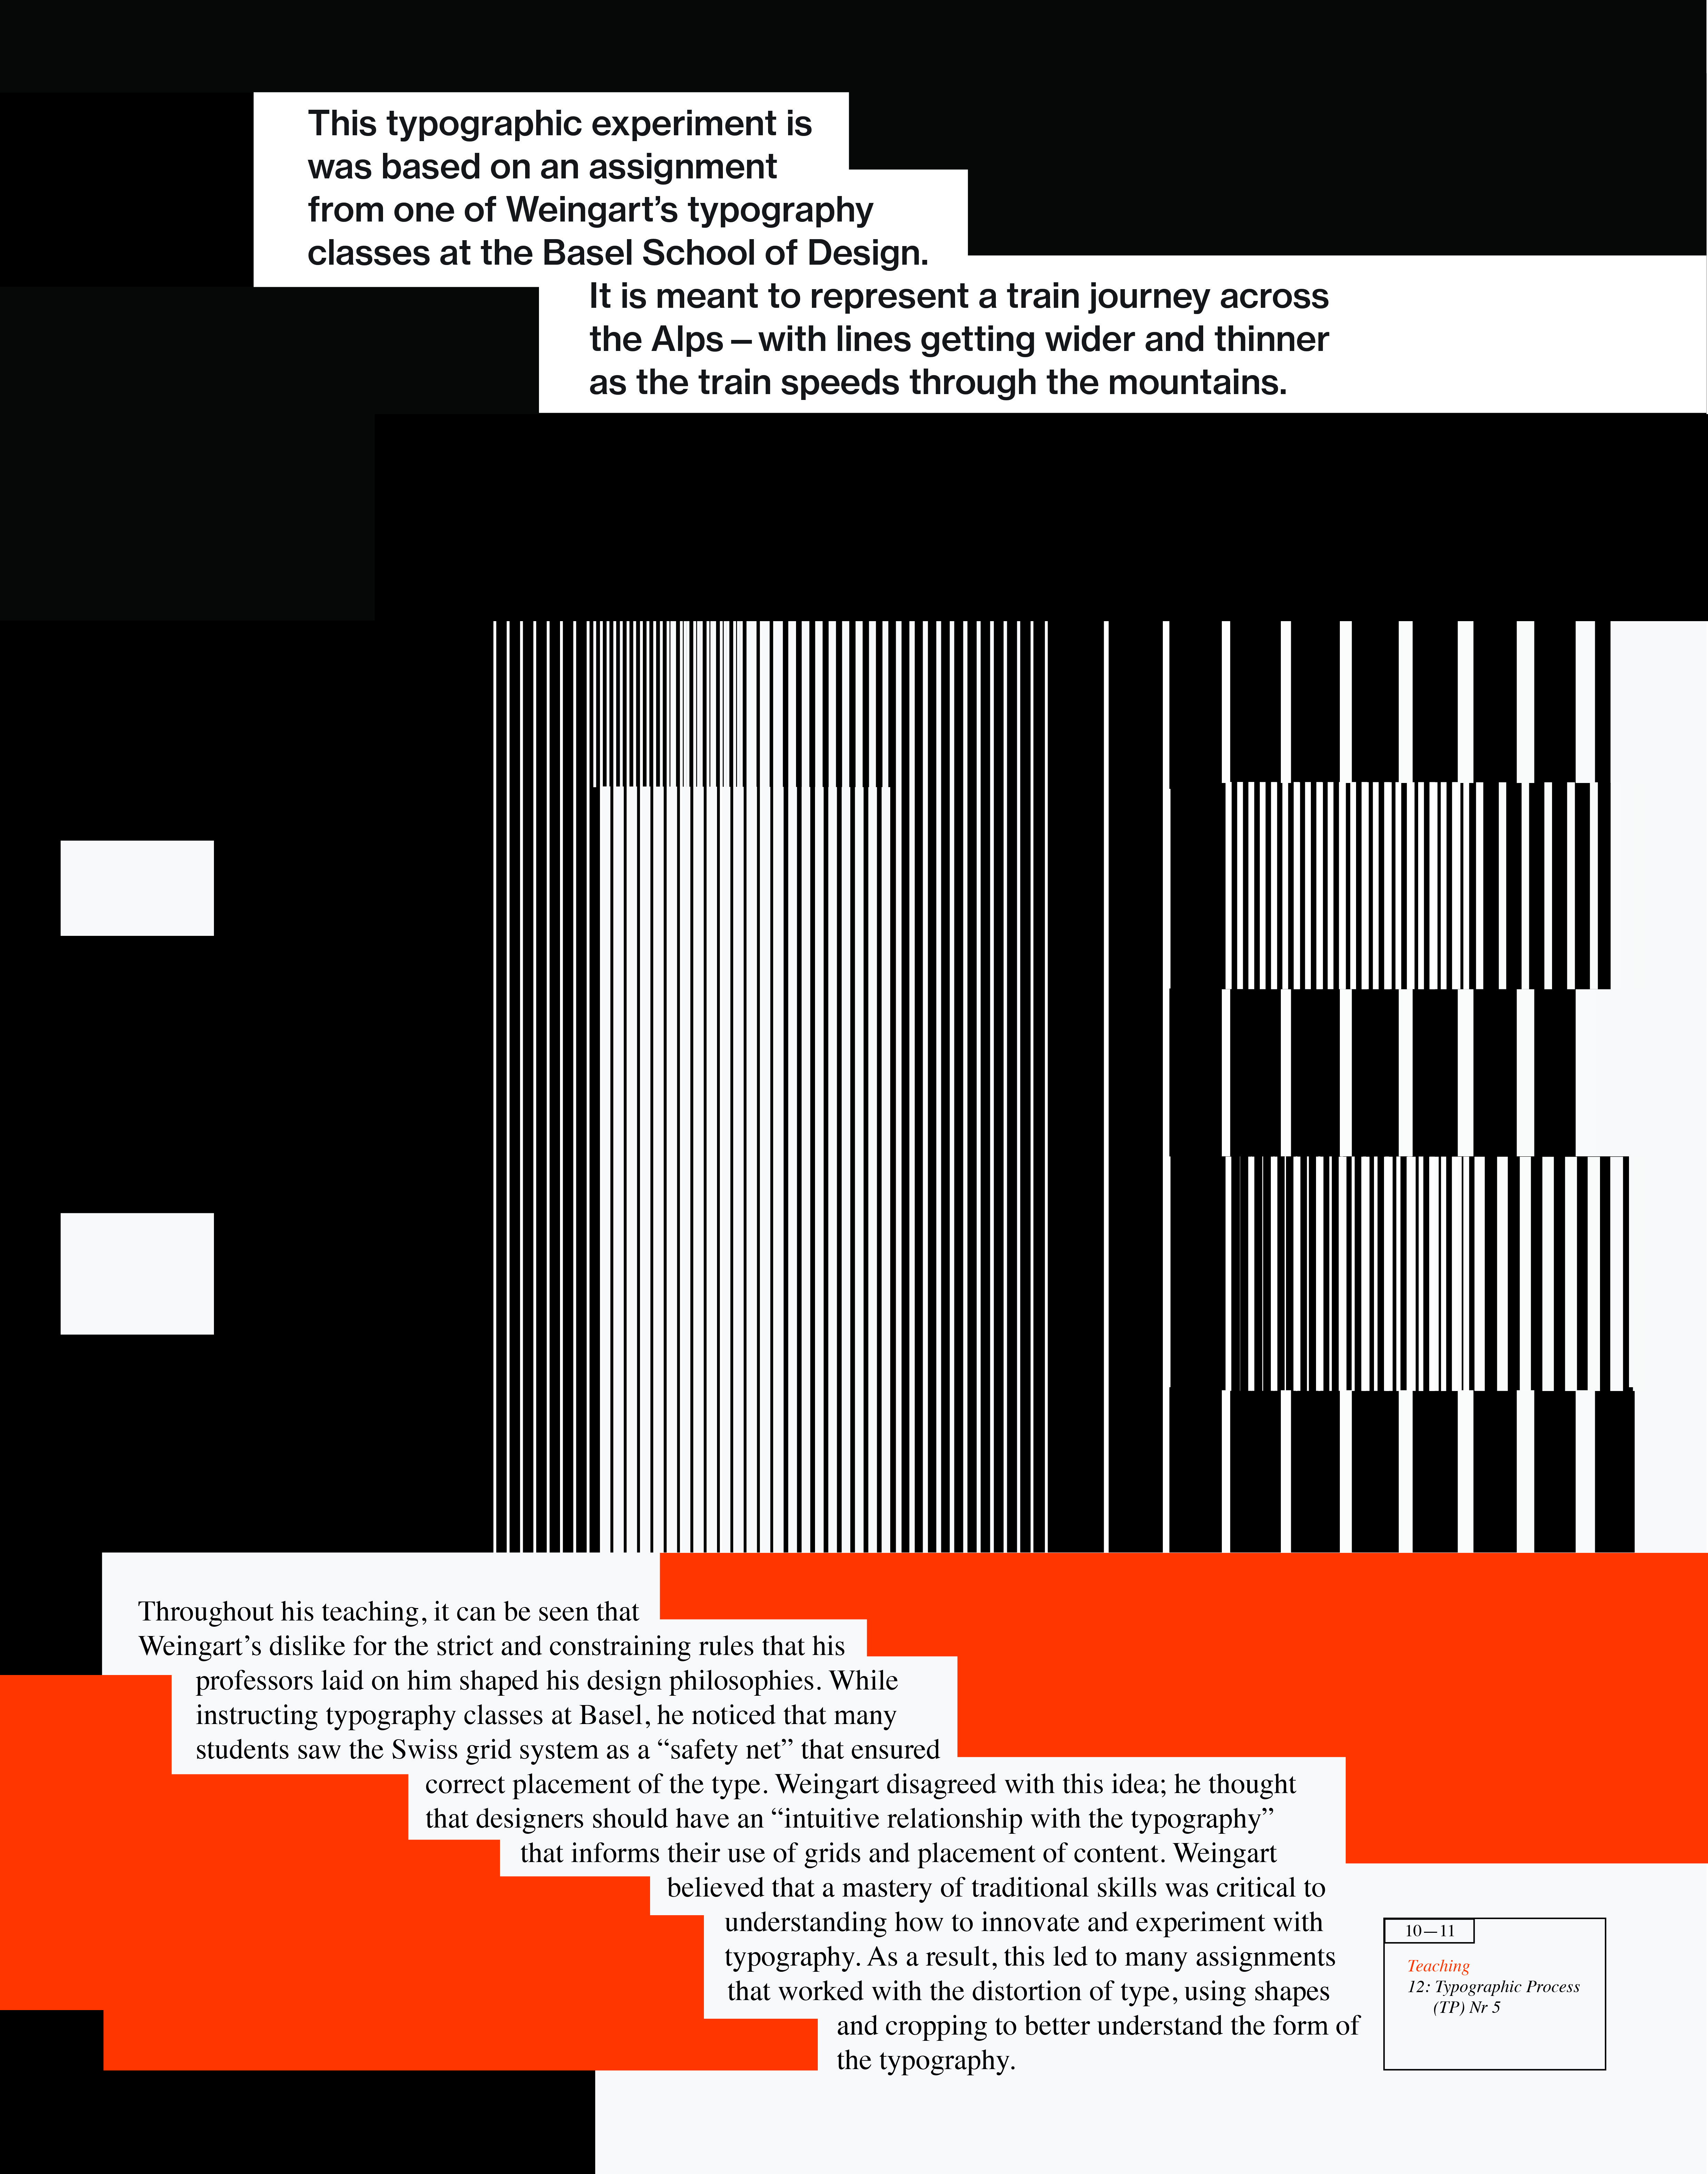 This typographic experiment is
was based on an assignment
from one of Weingart’s typography
classes at the Basel School of Design.
It is meant to represent a train journey across
the Alps – with lines getting wider and thinner
as the train speeds through the mountains.
Throughout his teaching, it can be seen that
Weingart’s dislike for the strict and constraining rules that his
professors laid on him shaped his design philosophies. While
instructing typography classes at Basel, he noticed that many
students saw the Swiss grid system as a “safety net” that ensured
correct placement of the type. Weingart disagreed with this idea; he thought
that designers should have an “intuitive relationship with the typography”
that informs their use of grids and placement of content. Weingart
believed that a mastery of traditional skills was critical to
understanding how to innovate and experiment with
typography. As a result, this led to many assignments
that worked with the distortion of type, using shapes
and cropping to better understand the form of
the typography.
10—11
Teaching
12: Typographic Process
(TP) Nr 5